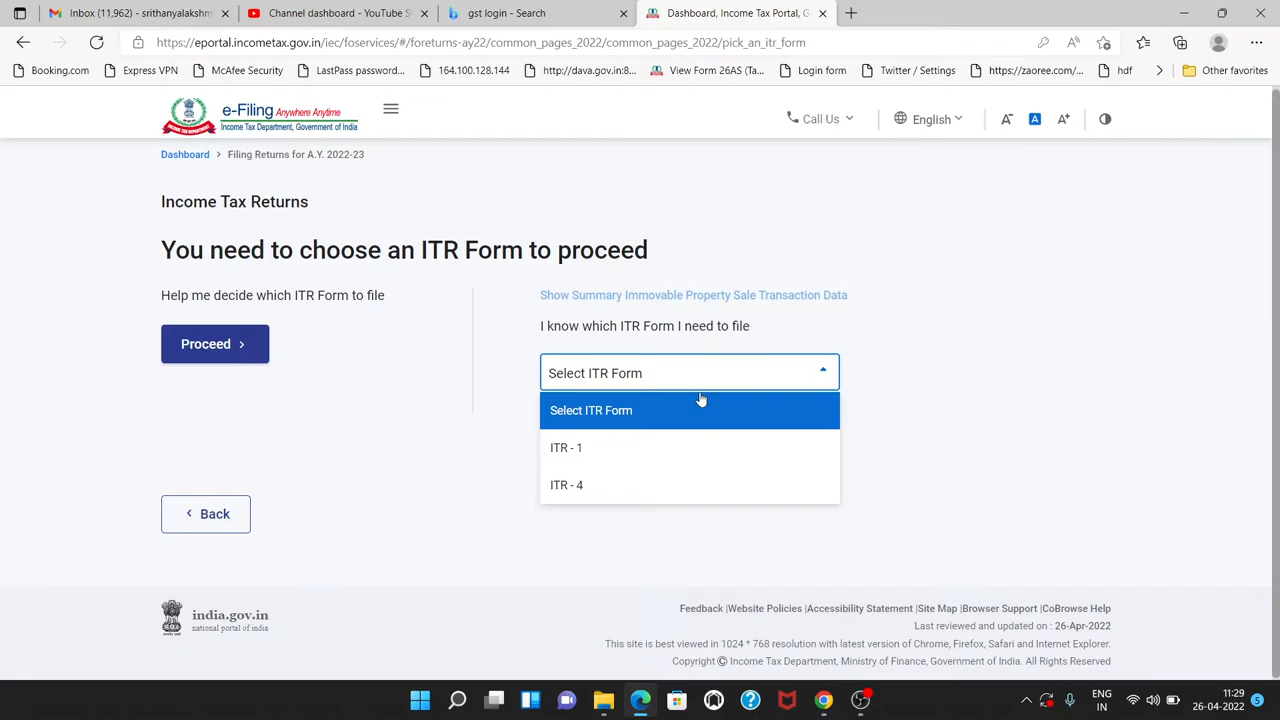 Inbox (11,962) - srithanyalakshm
Channel dashboard - YouTube S
gst login - Search
Dashboard, Income Tax Portal, G
https://eportal.incometax.gov.in/iec/foservices/#/foreturns-ay22/common_pages_2022/common_pages_2022/pick_an_itr_form
Booking.com
Express VPN
McAfee Security
LastPass password...
164.100.128.144
http://dava.gov.in:8...
View Form 26AS (Ta...
Login form
Twitter / Settings
https://zaoree.com/...
hdf
Other favorites
e-Filing Anywhere Anytime
Income Tax Department, Government of India
Call Us
English
A-
A
A+
Dashboard > Filing Returns for A.Y. 2022-23
Income Tax Returns
You need to choose an ITR Form to proceed
Help me decide which ITR Form to file
Proceed >
Show Summary Immovable Property Sale Transaction Data
I know which ITR Form I need to file
Select ITR Form
Select ITR Form
ITR - 1
ITR - 4
< Back
india.gov.in
national portal of india
Feedback |Website Policies |Accessibility Statement |Site Map |Browser Support |CoBrowse Help
Last reviewed and updated on : 26-Apr-2022
This site is best viewed in 1024 * 768 resolution with latest version of Chrome, Firefox, Safari and Internet Explorer.
Copyright © Income Tax Department, Ministry of Finance, Government of India. All Rights Reserved
ENG
IN
11:29
26-04-2022
5